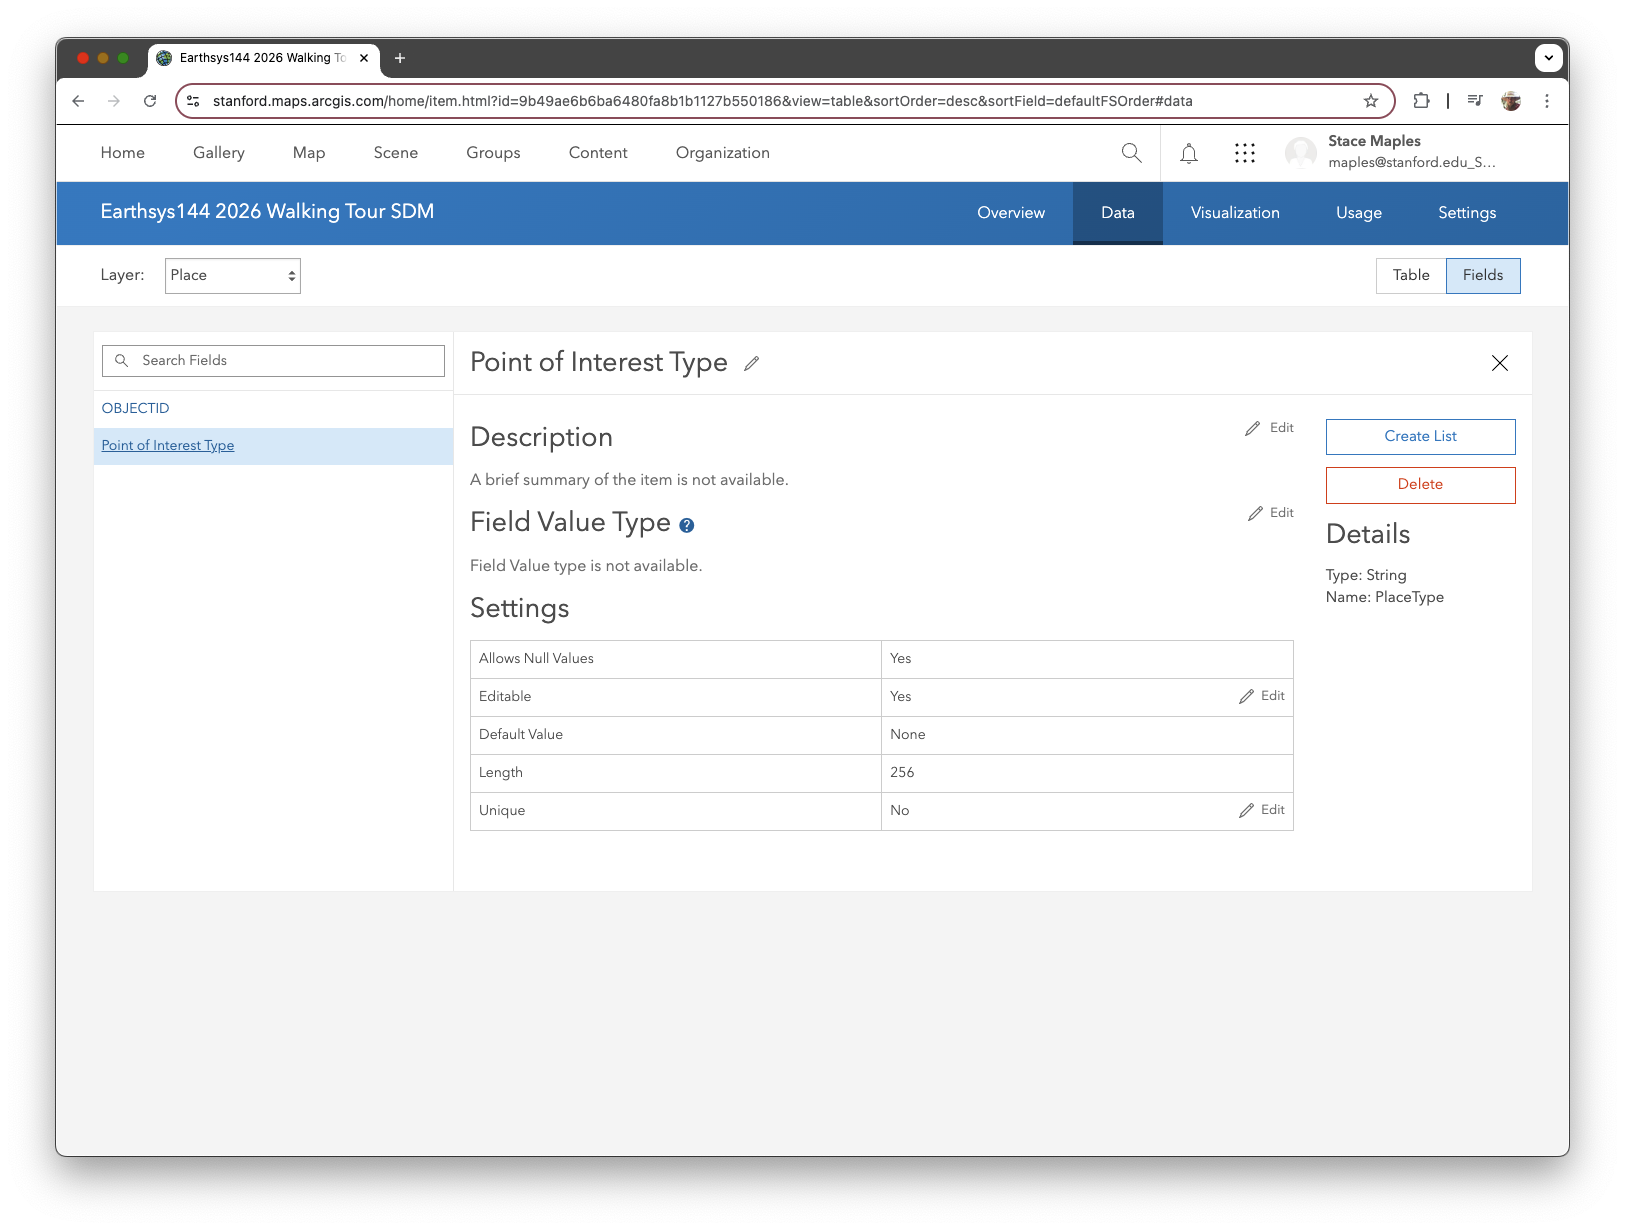 Earthsys144 2026 Walking To
stanford.maps.arcgis.com/home/item.html?id=9b49ae6b6ba6480fa8b1b1127b550186&view=table&sortOrder=desc&sortField=defaultFSOrder#data
Home Gallery Map Scene Groups Content Organization
Stace Maples
maples@stanford.edu_S...
Earthsys144 2026 Walking Tour SDM
Overview Data Visualization Usage Settings
Layer: Place
Table Fields
Search Fields
OBJECTID
Point of Interest Type
Point of Interest Type
Description
Edit
A brief summary of the item is not available.
Field Value Type ?
Edit
Field Value type is not available.
Settings
Allows Null Values Yes
Editable Yes Edit
Default Value None
Length 256
Unique No Edit
Create List
Delete
Details
Type: String
Name: PlaceType